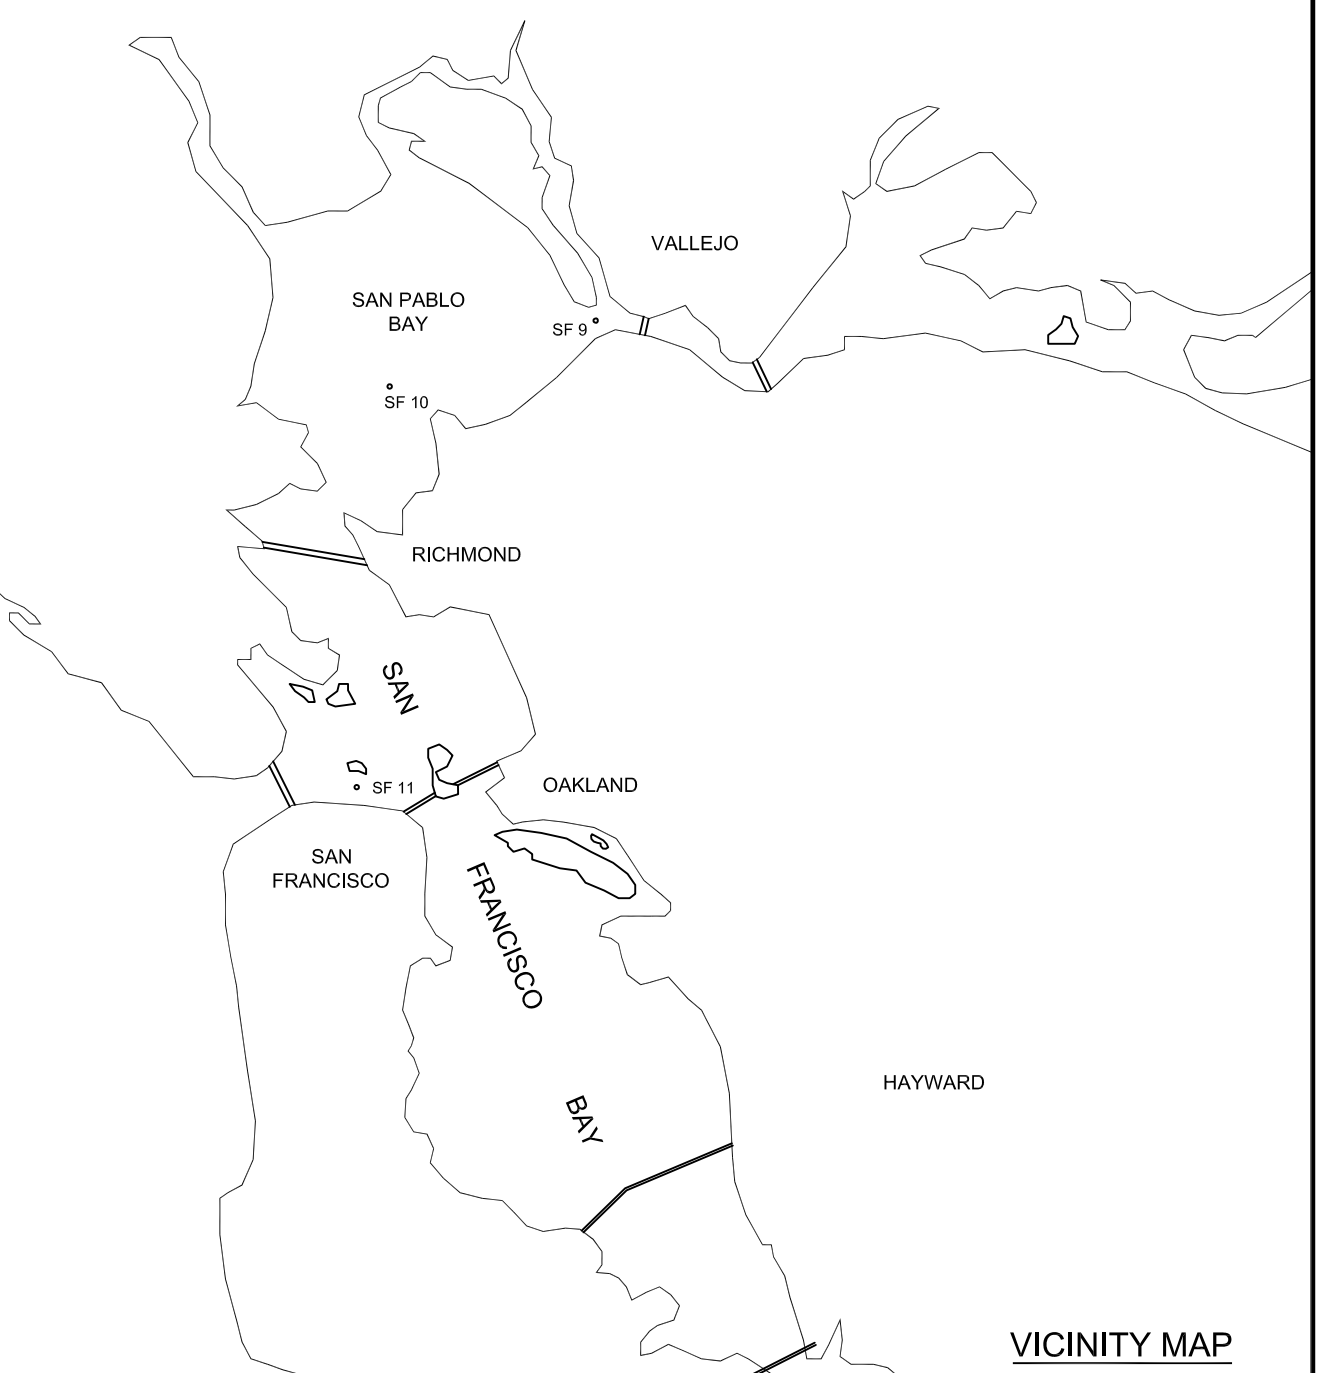 VALLEJO
SAN PABLO
BAY
SF 9
SF 10
RICHMOND
SAN
SF 11
OAKLAND
SAN
FRANCISCO
FRANCISCO
BAY
HAYWARD
VICINITY MAP